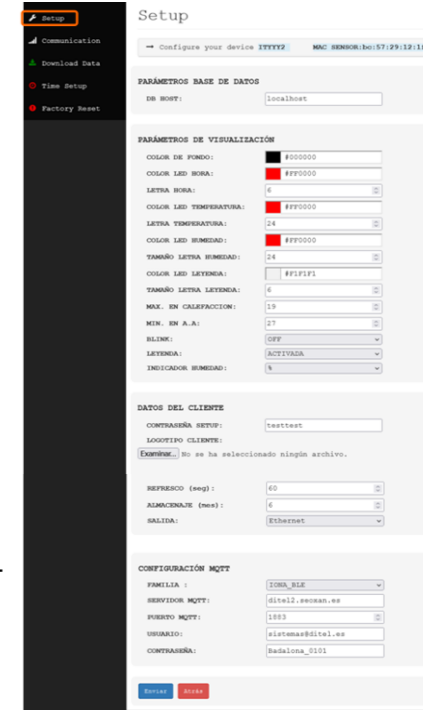 Setup
Communication
Download Data
Time Setup
Factory Reset
Setup
→ Configure your device ITYYY2 MAC SENSOR:bc:57:29:12:1
PARÁMETROS BASE DE DATOS
DB HOST: localhost
PARÁMETROS DE VISUALIZACIÓN
COLOR DE FONDO: #000000
COLOR LED HORA: #FF0000
LETRA HORA: 6
COLOR LED TEMPERATURA: #FF0000
LETRA TEMPERATURA: 24
COLOR LED HUMEDAD: #FF0000
TAMAÑO LETRA HUMEDAD: 24
COLOR LED LEYENDA: #F1F1F1
TAMAÑO LETRA LEYENDA: 6
MAX. EN CALEFACCION: 19
MIN. EN A.A: 27
BLINK: OFF
LEYENDA: ACTIVADA
INDICADOR HUMEDAD: %
DATOS DEL CLIENTE
CONTRASEÑA SETUP: testtest
LOGOTIPO CLIENTE:
Examinar... No se ha seleccionado ningún archivo.
REFRESCO (seg): 60
ALMACENAJE (mes): 6
SALIDA: Ethernet
CONFIGURACIÓN MQTT
FAMILIA : IONA_BLE
SERVIDOR MQTT: ditel2.seoman.es
PUERTO MQTT: 1883
USUARIO: sistemas@ditel.es
CONTRASEÑA: Badalona_0101
Enviar Atrás